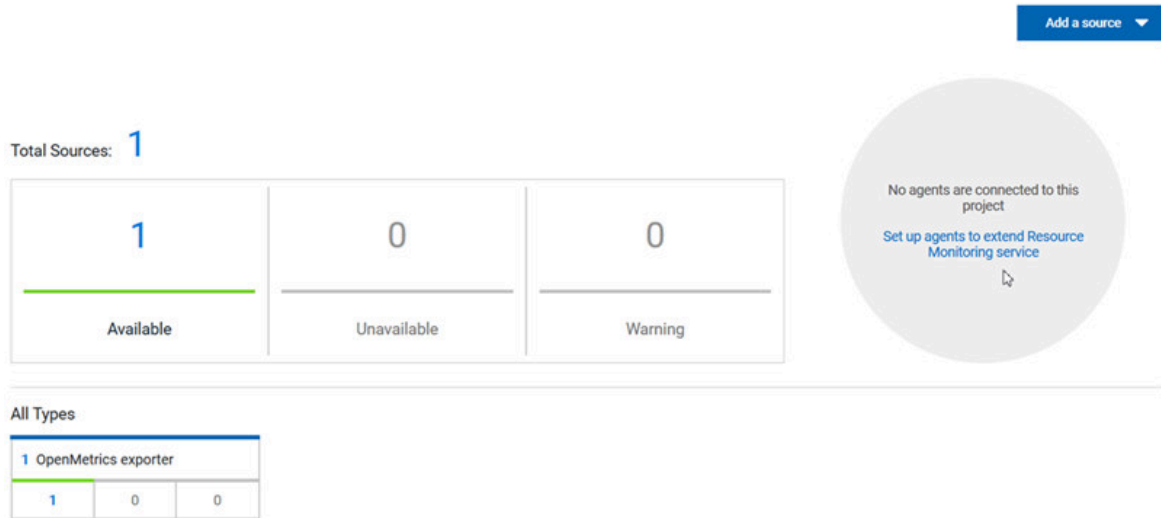 Add a source
Total Sources: 1
1
0
0
Available
Unavailable
Warning
No agents are connected to this
project
Set up agents to extend Resource
Monitoring service
All Types
1 OpenMetrics exporter
1
0
0